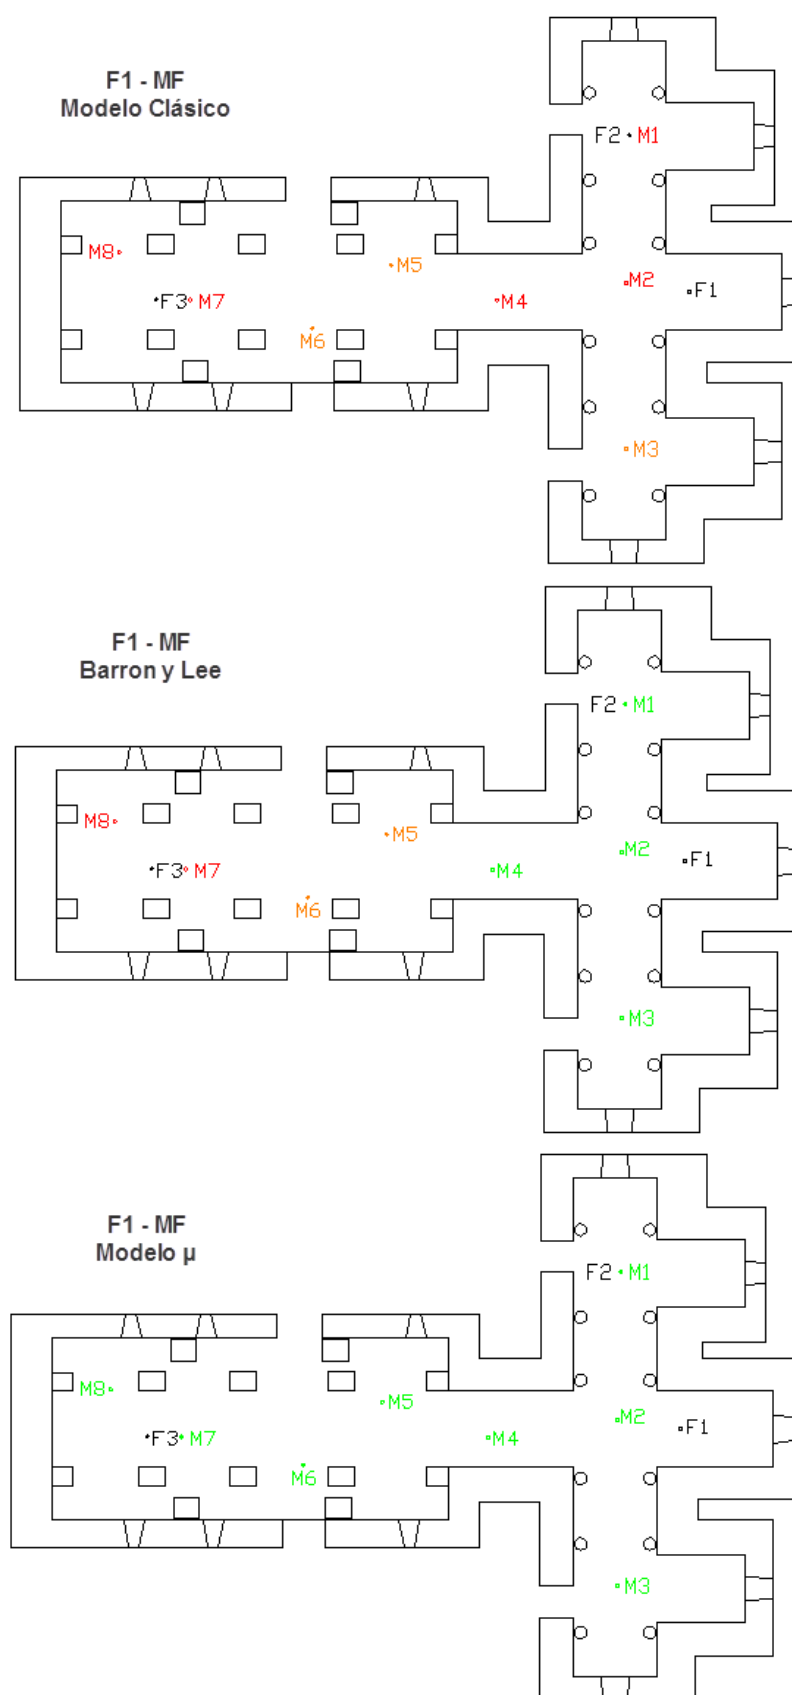 F1 - MF
Modelo Clásico
F2 M1
M8 M5
F3 M7 M4 M2 F1
M6
M3
F1 - MF
Barron y Lee
F2 M1
M8 M5
F3 M7 M4 M2 F1
M6
M3
F1 - MF
Modelo µ
F2 M1
M8 M5
F3 M7 M4 M2 F1
M6
M3